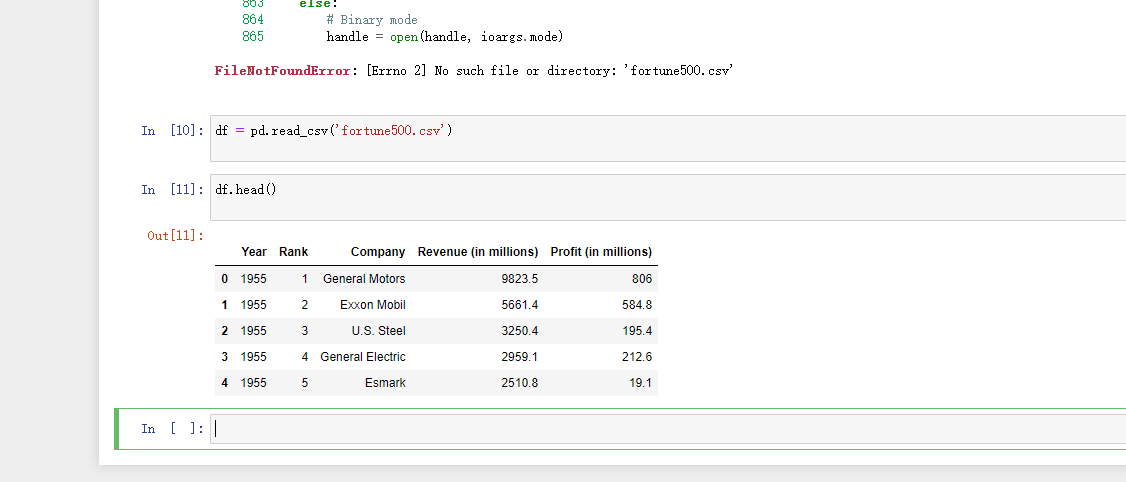 863 else:
864 # Binary mode
865 handle = open(handle, ioargs.mode)
FileNotFoundError: [Errno 2] No such file or directory: 'fortune500.csv'
In [10]: df = pd.read_csv('fortune500.csv')
In [11]: df.head()
Out[11]:
Year Rank Company Revenue (in millions) Profit (in millions)
0 1955 1 General Motors 9823.5 806
1 1955 2 Exxon Mobil 5661.4 584.8
2 1955 3 U.S. Steel 3250.4 195.4
3 1955 4 General Electric 2959.1 212.6
4 1955 5 Esmark 2510.8 19.1
In [ ]: